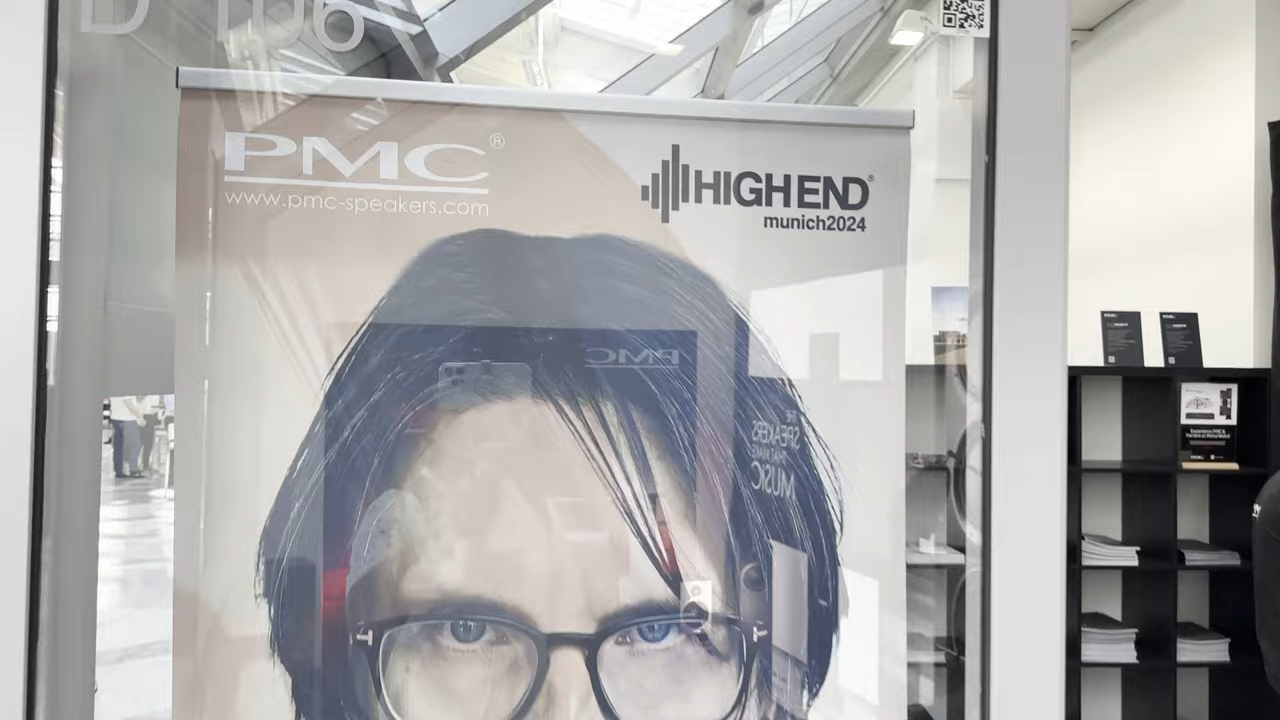 D 106
PMC®
www.pmc-speakers.com
HIGH END®
munich2024
PMC
THE
SPEAKERS
THAT MAKE
MUSIC